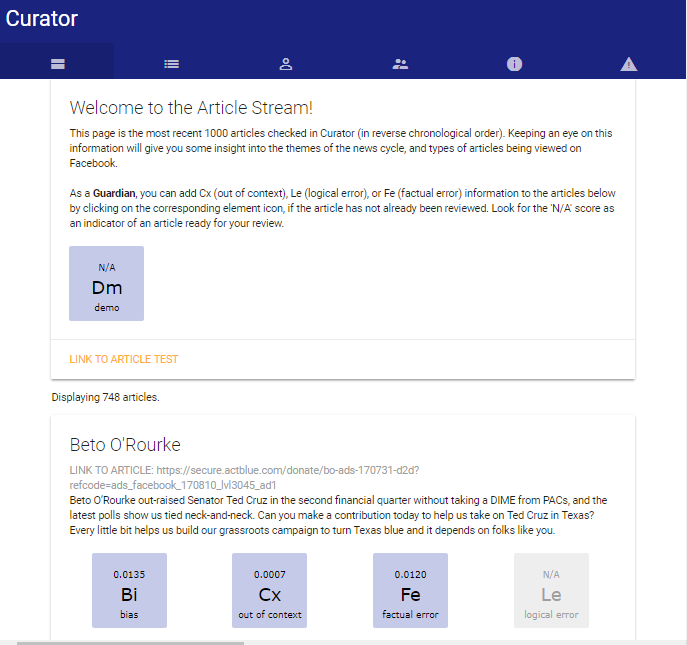 Curator
Welcome to the Article Stream!
This page is the most recent 1000 articles checked in Curator (in reverse chronological order). Keeping an eye on this
information will give you some insight into the themes of the news cycle, and types of articles being viewed on
Facebook.
As a Guardian, you can add Cx (out of context), Le (logical error), or Fe (factual error) information to the articles below
by clicking on the corresponding element icon, if the article has not already been reviewed. Look for the 'N/A' score as
an indicator of an article ready for your review.
N/A
Dm
demo
LINK TO ARTICLE TEST
Displaying 748 articles.
Beto O'Rourke
LINK TO ARTICLE: https://secure.actblue.com/donate/bo-ads-170731-d2d?
refcode=ads_facebook_170810_lvl3045_ad1
Beto O'Rourke out-raised Senator Ted Cruz in the second financial quarter without taking a DIME from PACs, and the
latest polls show us tied neck-and-neck. Can you make a contribution today to help us take on Ted Cruz in Texas?
Every little bit helps us build our grassroots campaign to turn Texas blue and it depends on folks like you.
0.0135
Bi
bias
0.0007
Cx
out of context
0.0120
Fe
factual error
N/A
Le
logical error